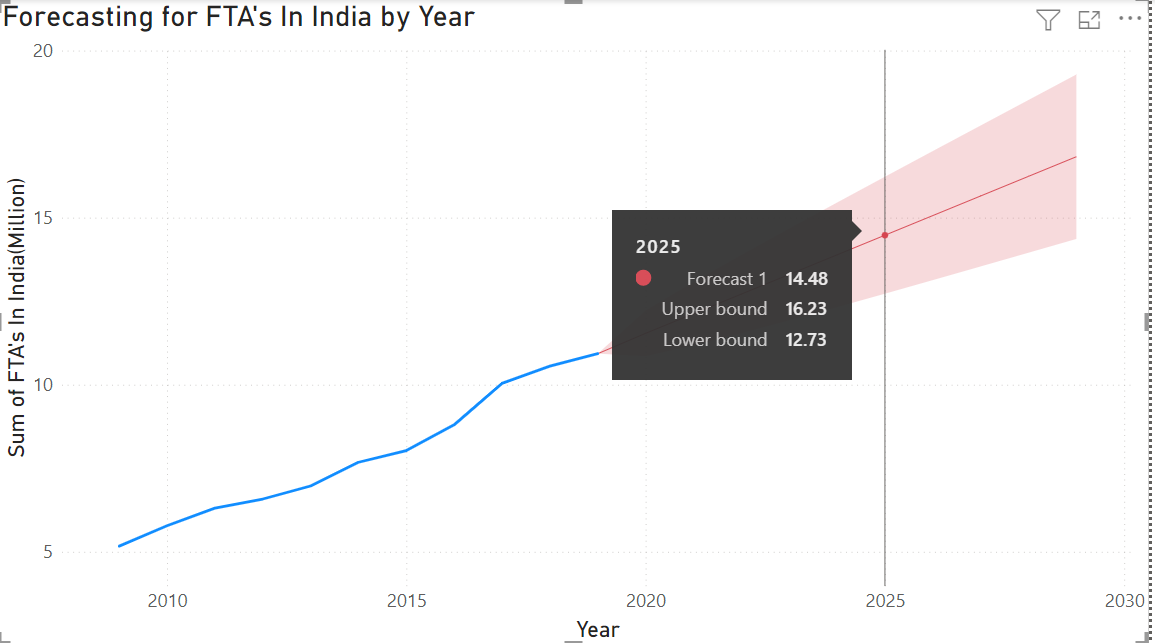 Forecasting for FTA's In India by Year
Sum of FTA's In India(Million)
20
15
10
5
2025
Forecast 1 14.48
Upper bound 16.23
Lower bound 12.73
2010 2015 2020 2025 2030
Year